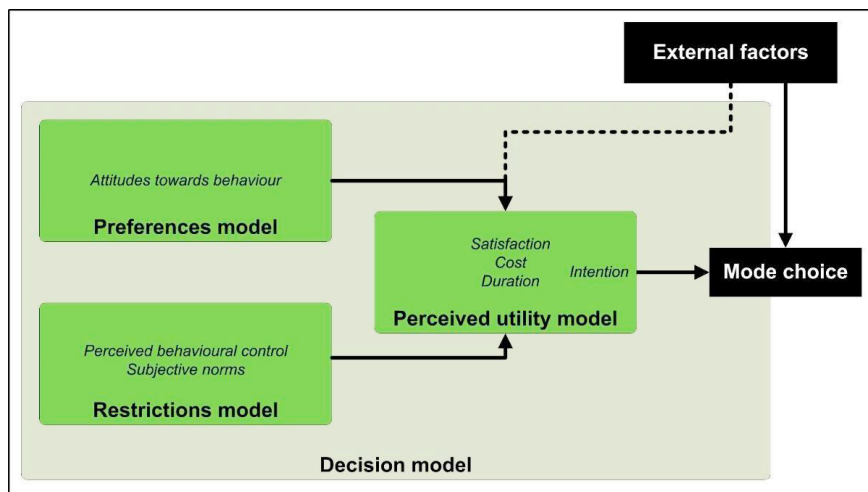 External factors
Attitudes towards behaviour
Preferences model
Satisfaction
Cost
Duration
Intention
Perceived utility model
Mode choice
Perceived behavioural control
Subjective norms
Restrictions model
Decision model